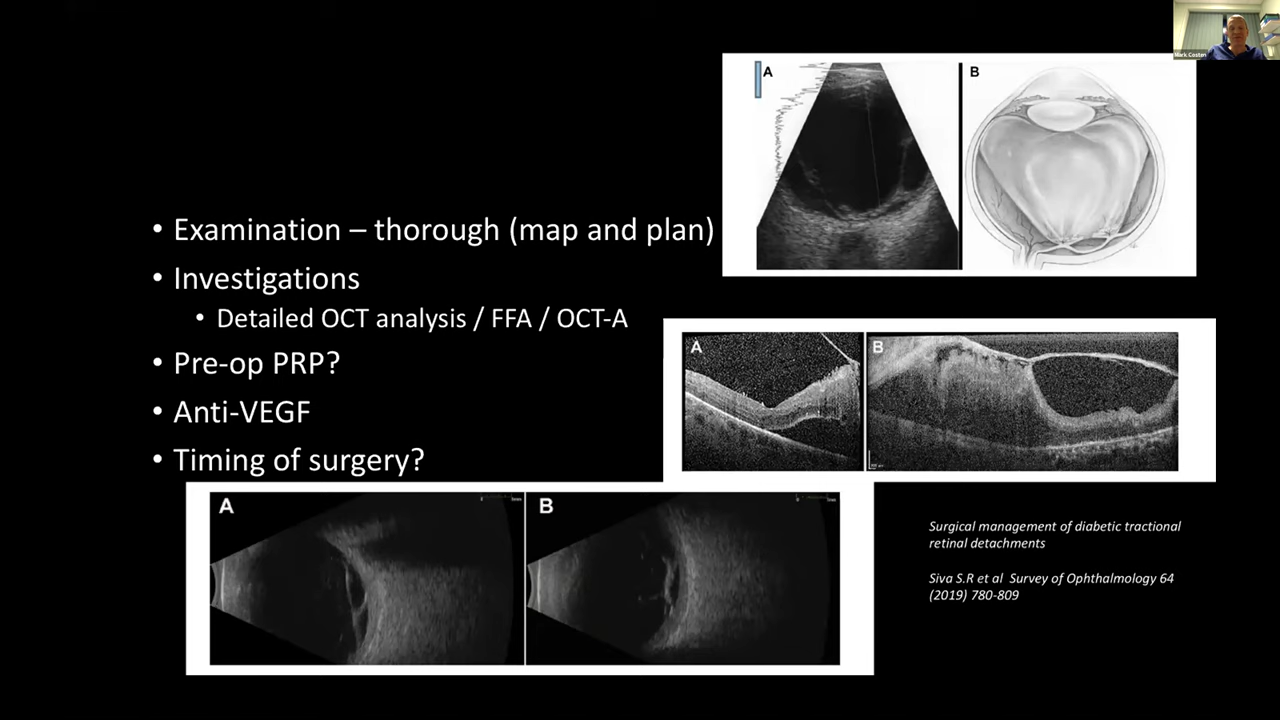 Mark Costen
A
B
• Examination – thorough (map and plan)
• Investigations
• Detailed OCT analysis / FFA / OCT-A
• Pre-op PRP?
• Anti-VEGF
• Timing of surgery?
A
B
A
B
Surgical management of diabetic tractional
retinal detachments
Siva S.R et al Survey of Ophthalmology 64
(2019) 780-809